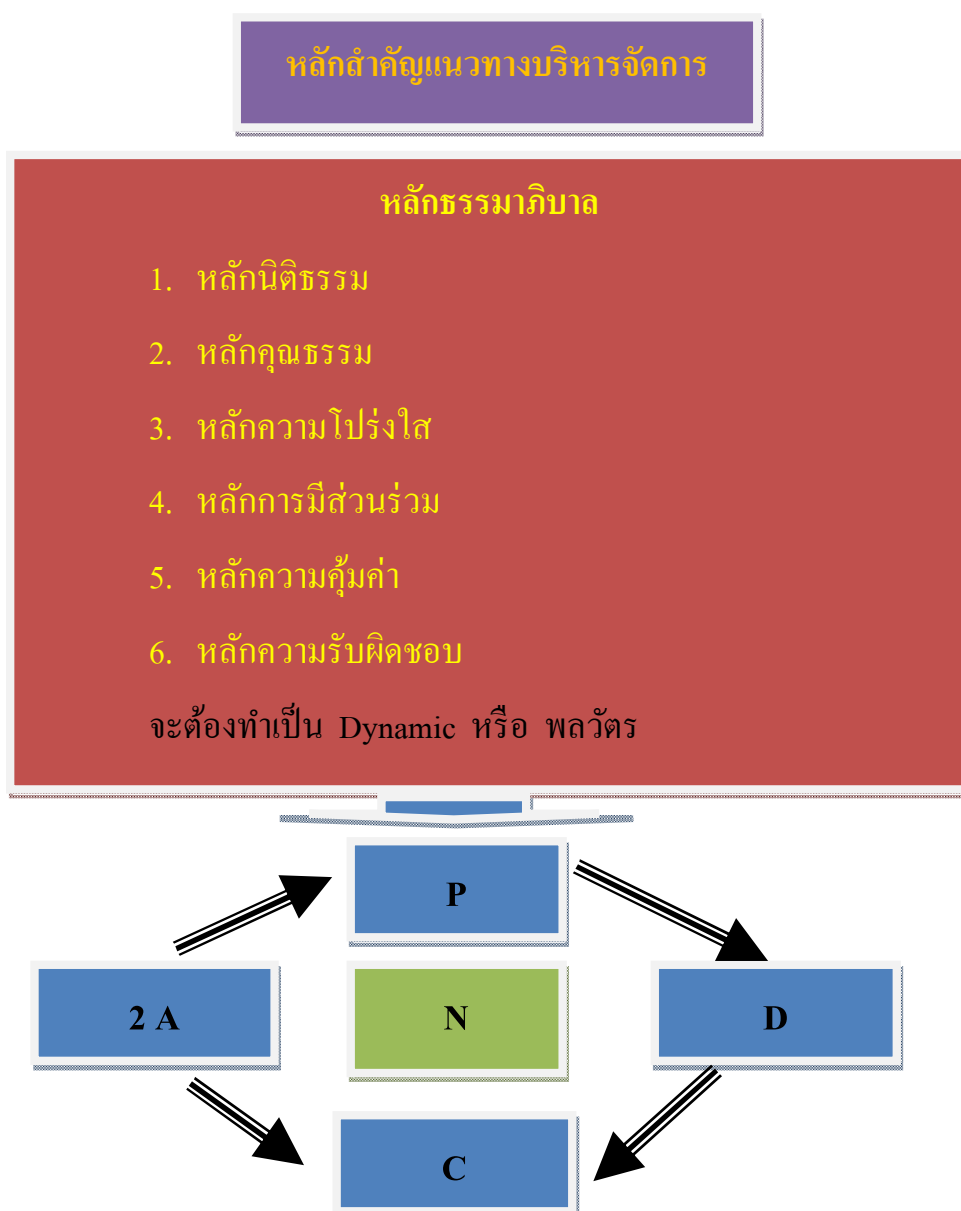 หลักสำคัญแนวทางบริหารจัดการ
หลักธรรมาภิบาล
1. หลักนิติธรรม
2. หลักคุณธรรม
3. หลักความโปร่งใส
4. หลักการมีส่วนร่วม
5. หลักความคุ้มค่า
6. หลักความรับผิดชอบ
จะต้องทำเป็น Dynamic หรือ พลวัตร
P
2 A
N
D
C